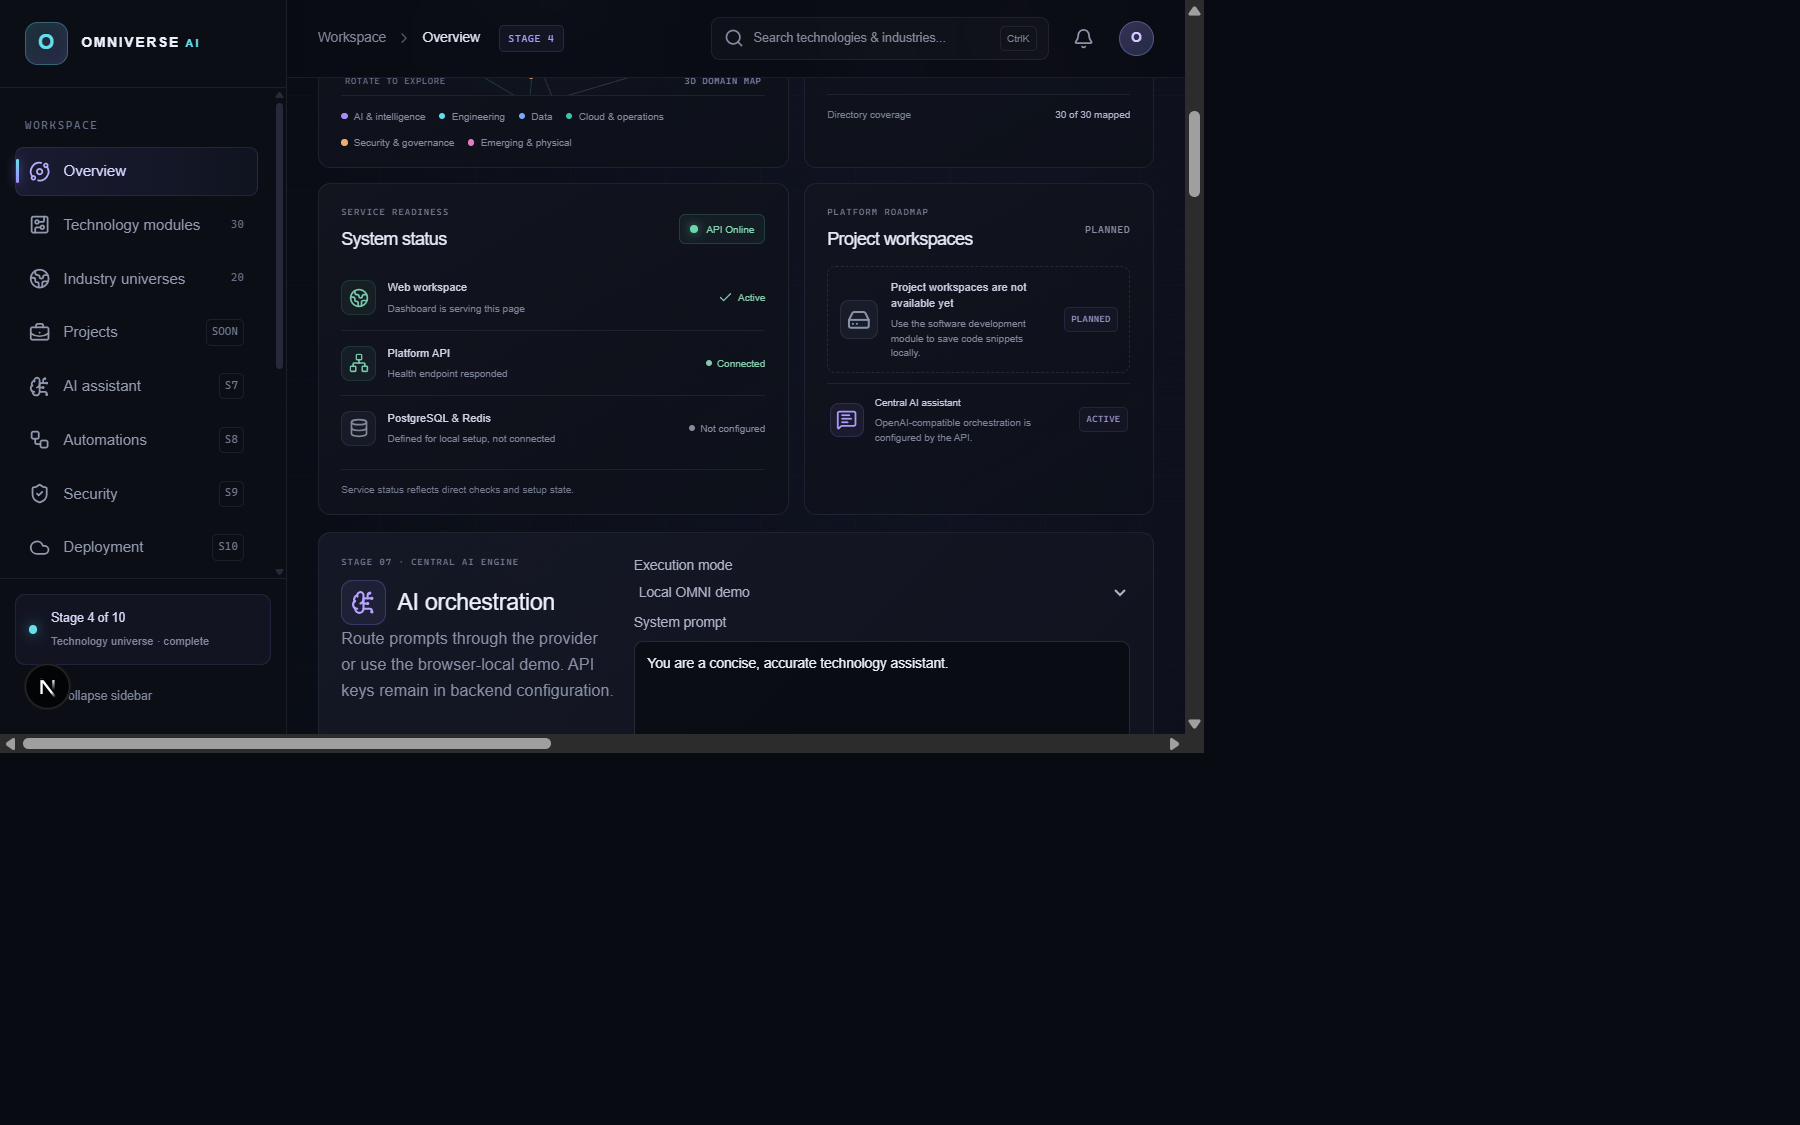 O
OMNIVERSE AI
WORKSPACE
Overview
Technology modules
30
Industry universes
20
Projects
SOON
AI assistant
S7
Automations
S8
Security
S9
Deployment
S10
Stage 4 of 10
Technology universe · complete
N
ollapse sidebar
Workspace
Overview
STAGE 4
Search technologies & industries...
CtrlK
O
ROTATE TO EXPLORE
3D DOMAIN MAP
AI & intelligence
Engineering
Data
Cloud & operations
Security & governance
Emerging & physical
Directory coverage
30 of 30 mapped
SERVICE READINESS
System status
API Online
Web workspace
Dashboard is serving this page
Active
Platform API
Health endpoint responded
Connected
PostgreSQL & Redis
Defined for local setup, not connected
Not configured
Service status reflects direct checks and setup state.
PLATFORM ROADMAP
Project workspaces
PLANNED
Project workspaces are not
available yet
Use the software development
module to save code snippets
locally.
PLANNED
Central AI assistant
OpenAI-compatible orchestration is
configured by the API.
ACTIVE
STAGE 07 · CENTRAL AI ENGINE
AI orchestration
Route prompts through the provider
or use the browser-local demo. API
keys remain in backend configuration.
Execution mode
Local OMNI demo
System prompt
You are a concise, accurate technology assistant.